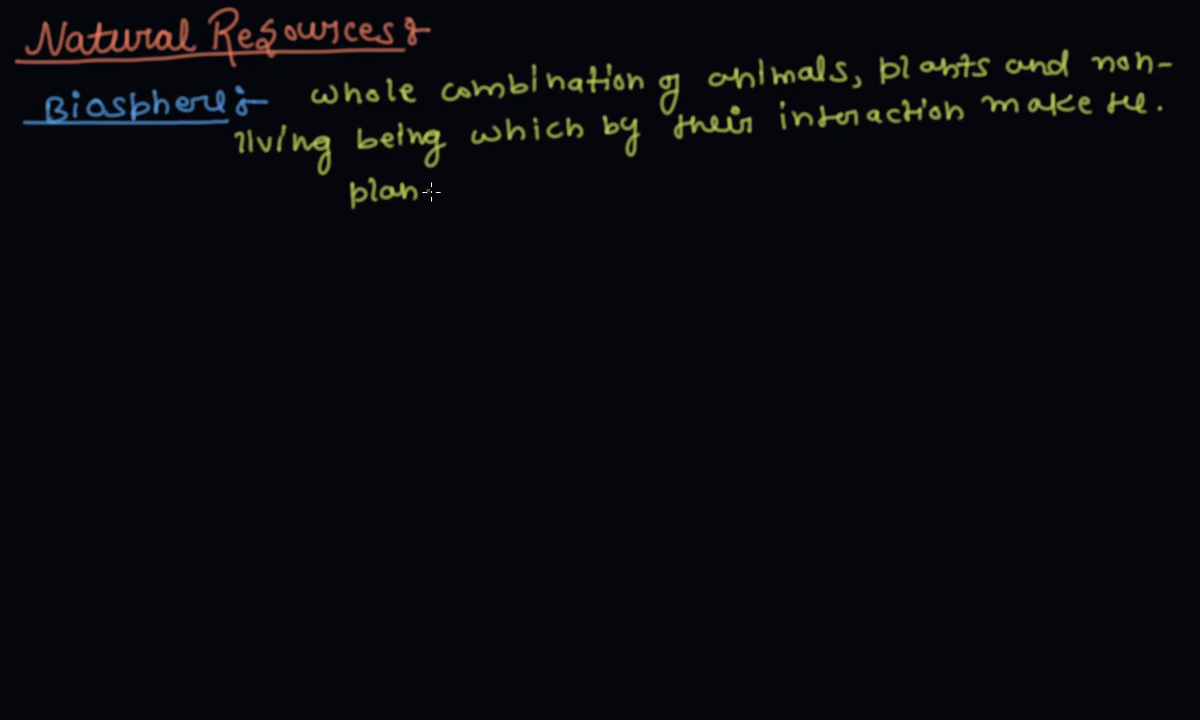 Natural Resources :-
Biosphere :- whole combination of animals, plants and non-
living being which by their interaction make the.
plan